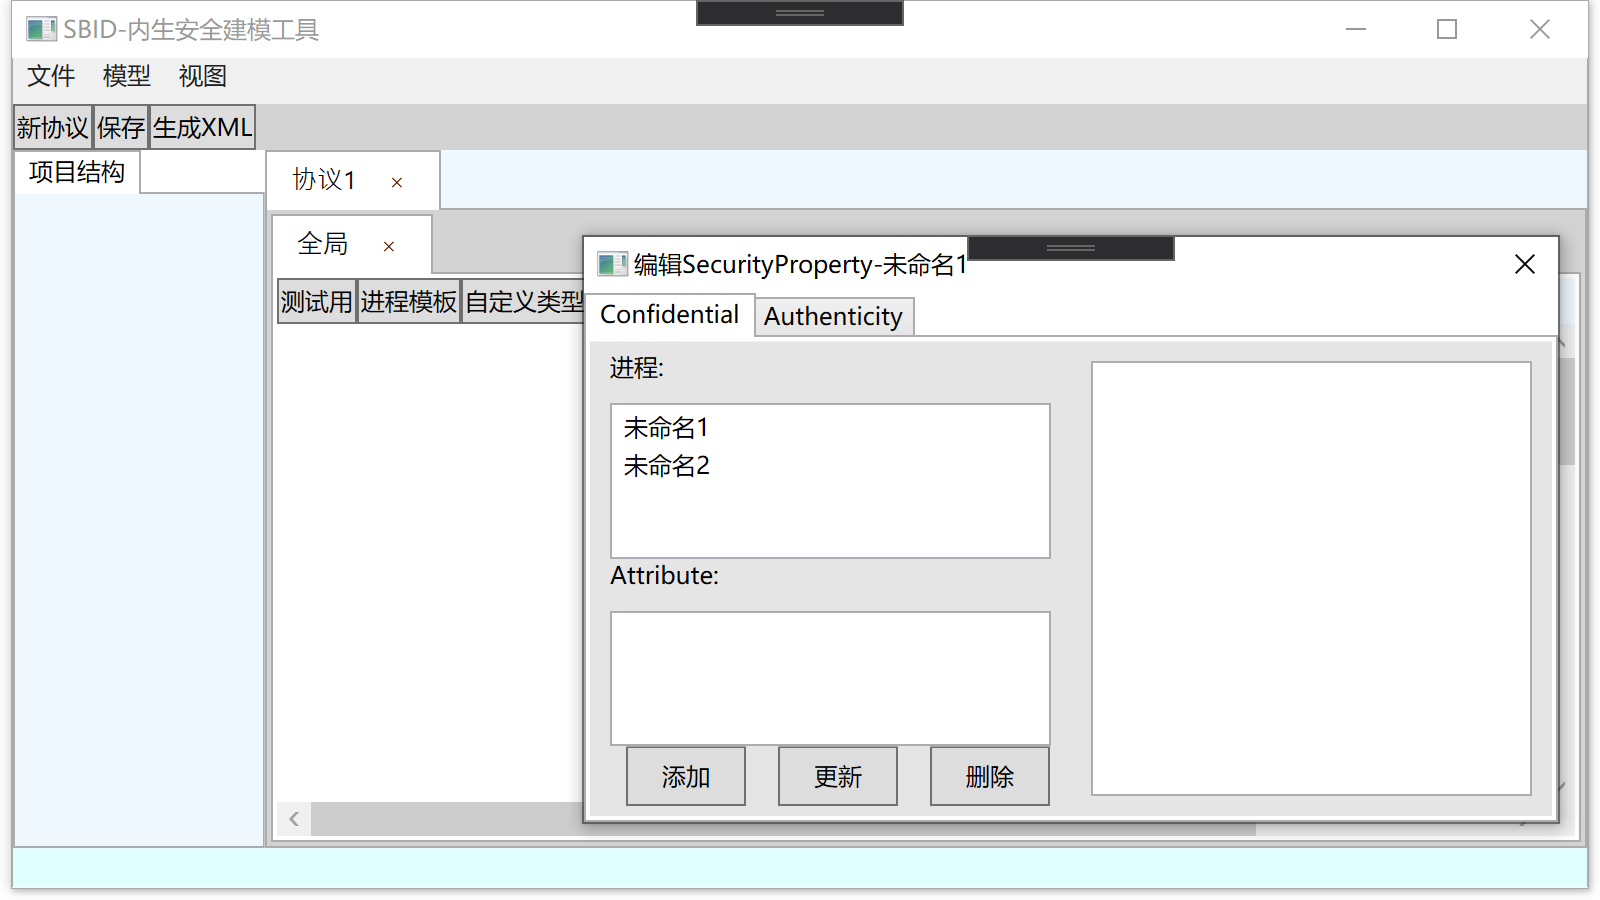 SBID-内生安全建模工具
文件 模型 视图
新协议 保存 生成XML
项目结构
协议1 ×
全局 ×
测试用 进程模板 自定义类型
编辑SecurityProperty-未命名1
Confidential Authenticity
进程:
未命名1
未命名2
Attribute:
添加 更新 删除